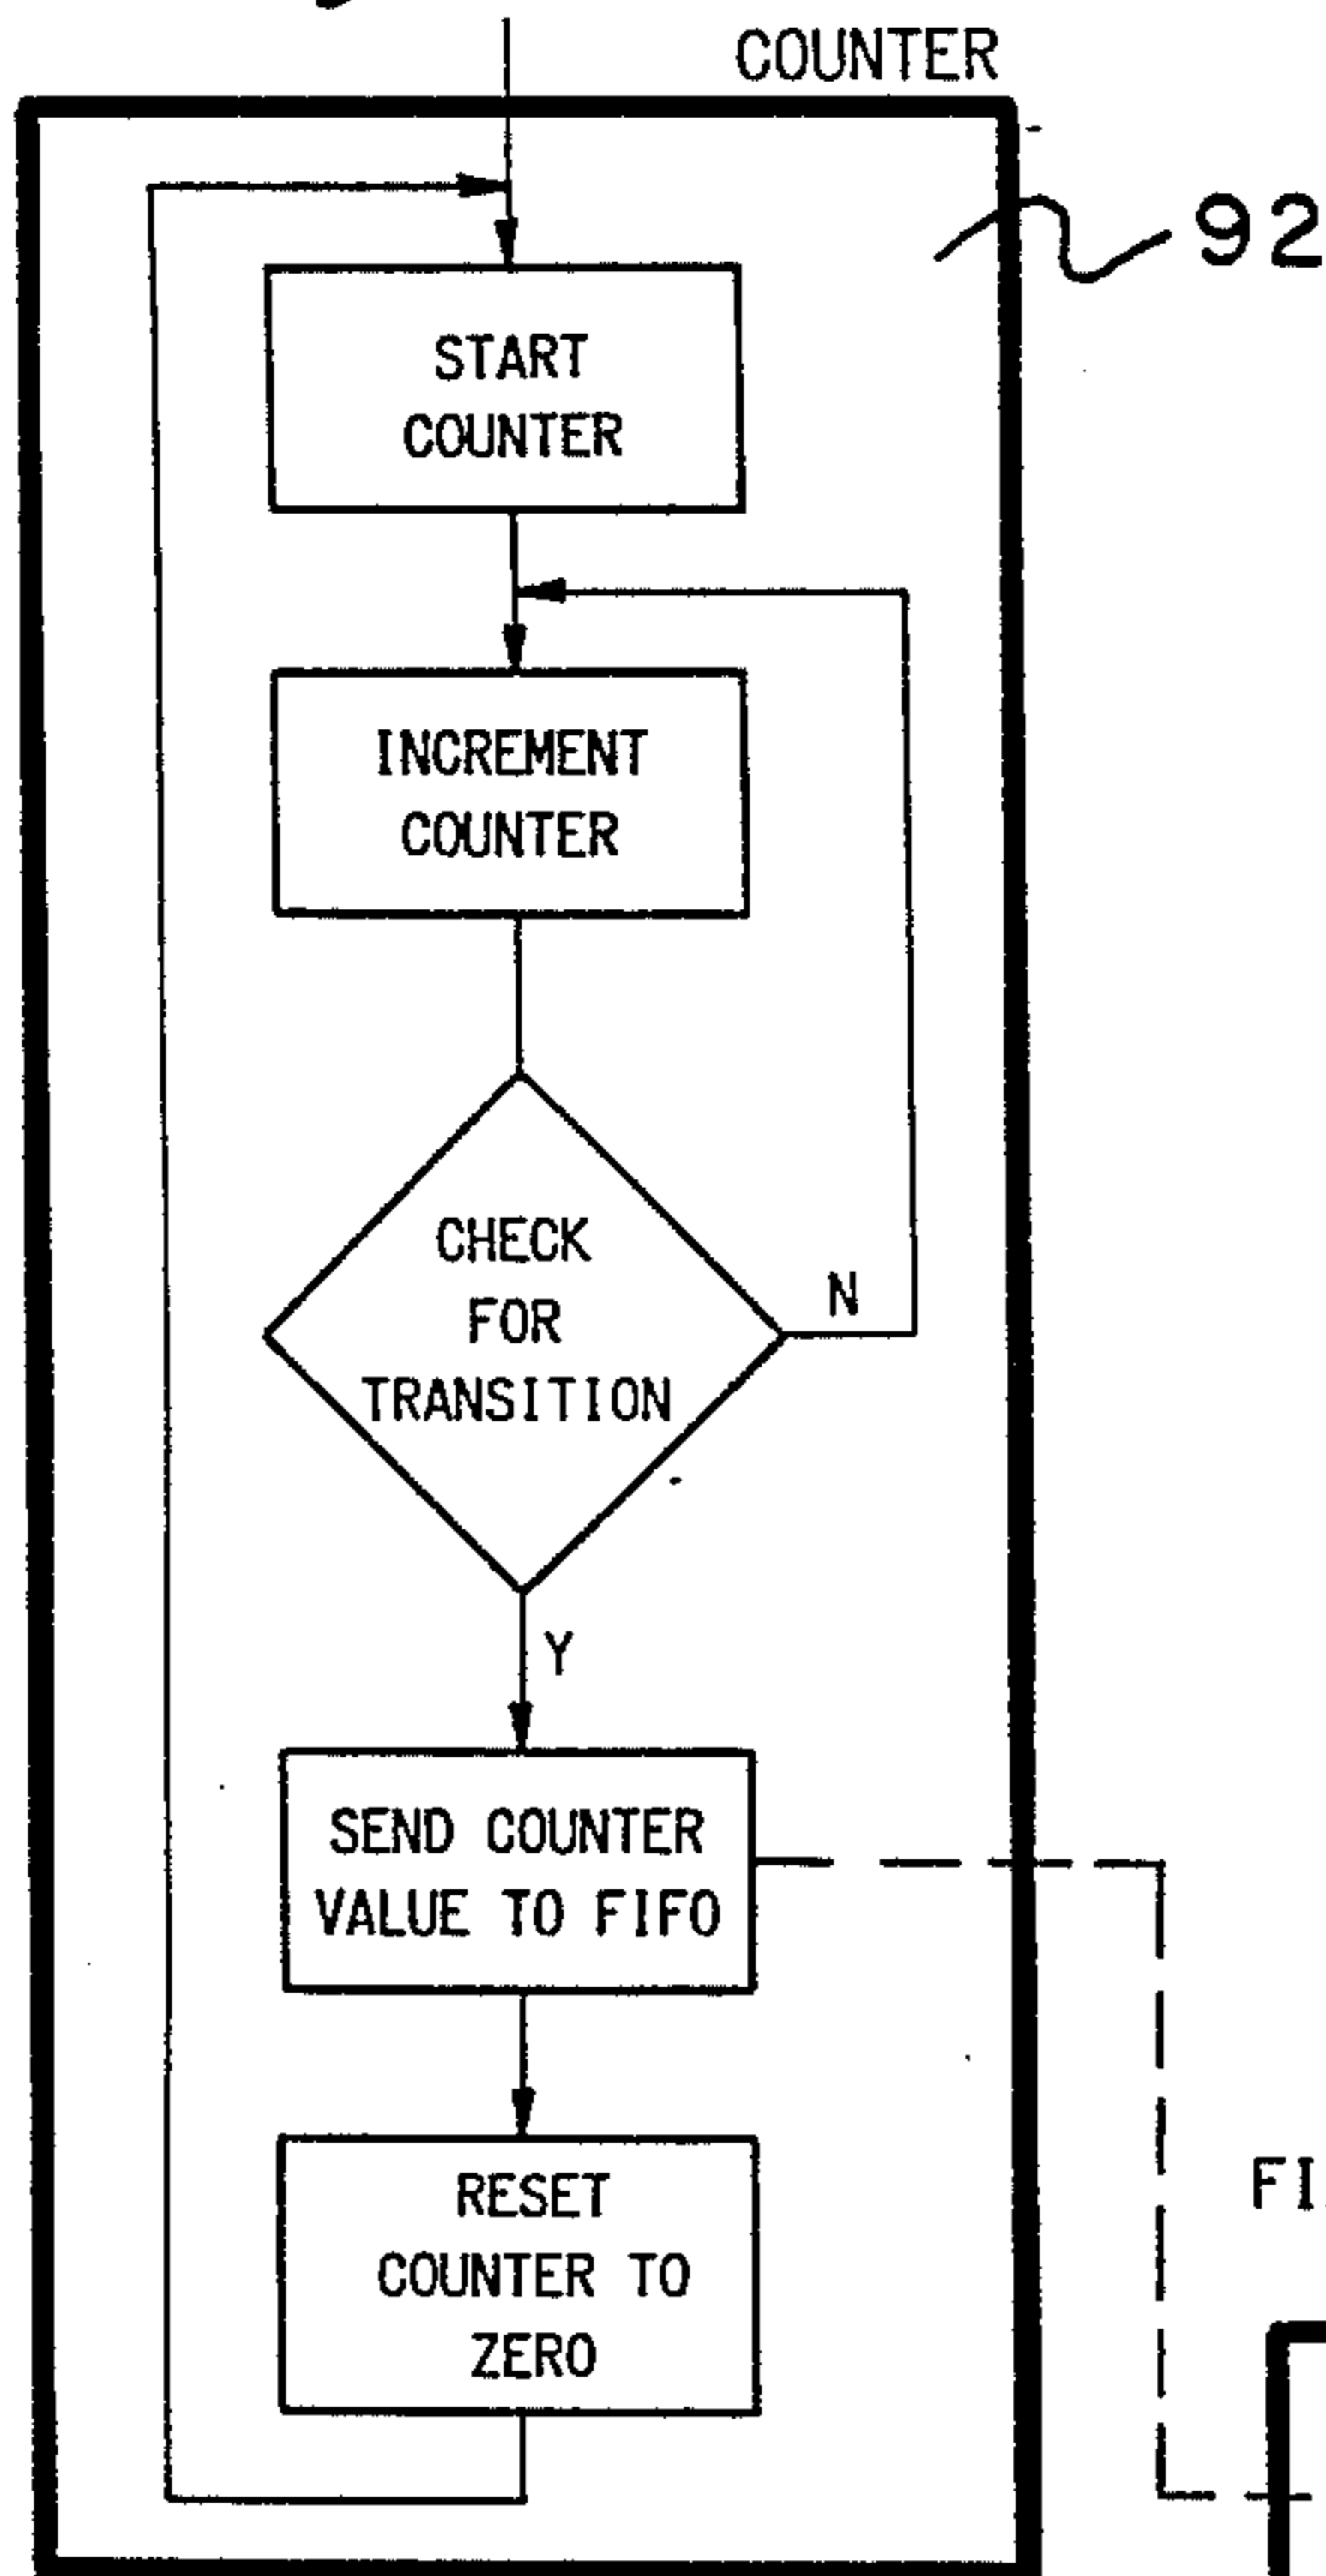 COUNTER
92
START
COUNTER
INCREMENT
COUNTER
CHECK
FOR
TRANSITION
N
Y
SEND COUNTER
VALUE TO FIFO
RESET
COUNTER TO
ZERO